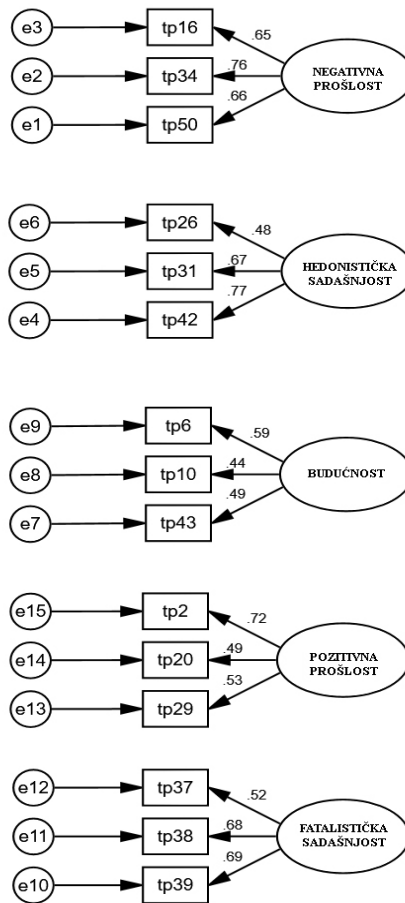 e3 tp16 .65
e2 tp34 .76 NEGATIVNA
PROŠLOST
e1 tp50 .66
e6 tp26 .48
e5 tp31 .67 HEDONISTIČKA
SADAŠNJOST
e4 tp42 .77
e9 tp6 .59
e8 tp10 .44 BUDUĆNOST
e7 tp43 .49
e15 tp2 .72
e14 tp20 .49 POZITIVNA
PROŠLOST
e13 tp29 .53
e12 tp37 .52
e11 tp38 .68 FATALISTIČKA
SADAŠNJOST
e10 tp39 .69